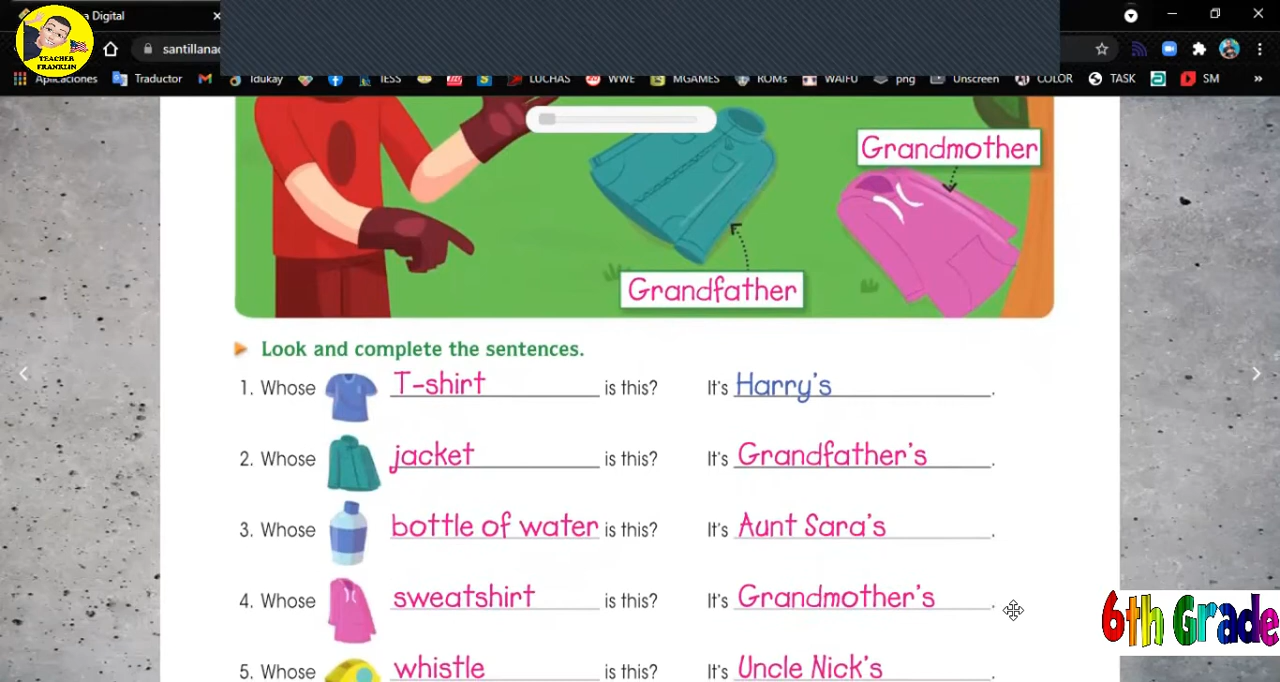 Digital
TEACHER
FRANKLIN
Aplicaciones Traductor Idukay IESS LUCHAS WWE MGAMES ROMs WAIFU png Unscreen COLOR TASK SM »
Grandmother
Grandfather
Look and complete the sentences.
1. Whose T-shirt is this? It's Harry's.
2. Whose jacket is this? It's Grandfather's.
3. Whose bottle of water is this? It's Aunt Sara's.
4. Whose sweatshirt is this? It's Grandmother's.
6th Grade
5. Whose whistle is this? It's Uncle Nick's